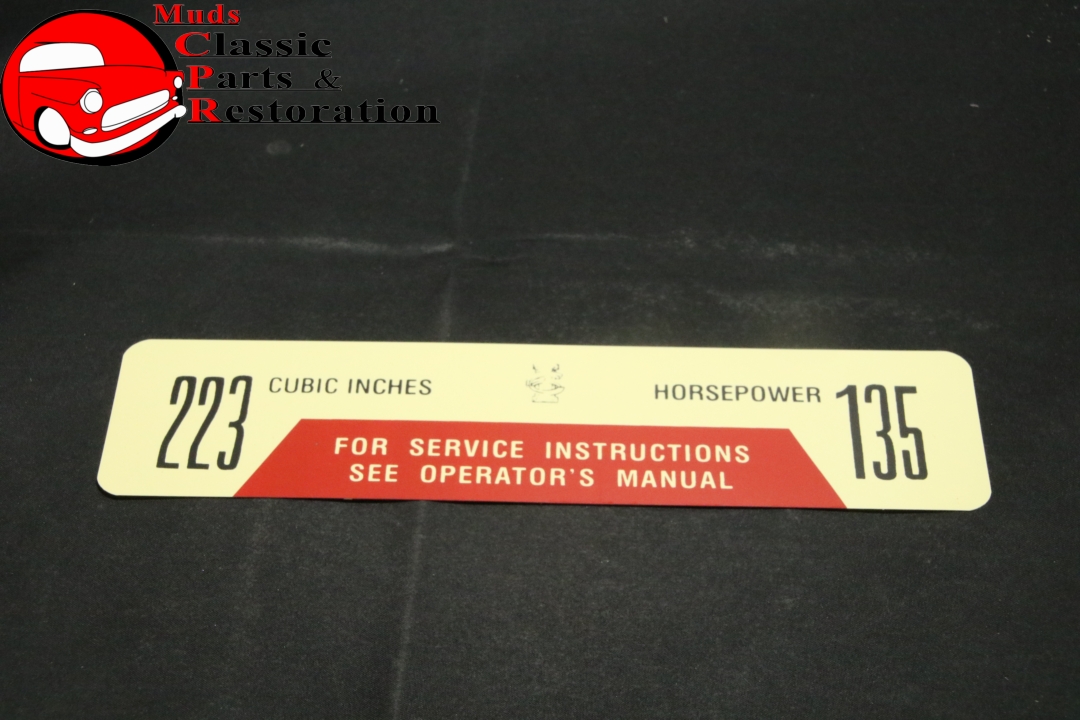 Muds
Classic
Parts &
Restoration
223 CUBIC INCHES HORSEPOWER 135
FOR SERVICE INSTRUCTIONS
SEE OPERATOR'S MANUAL